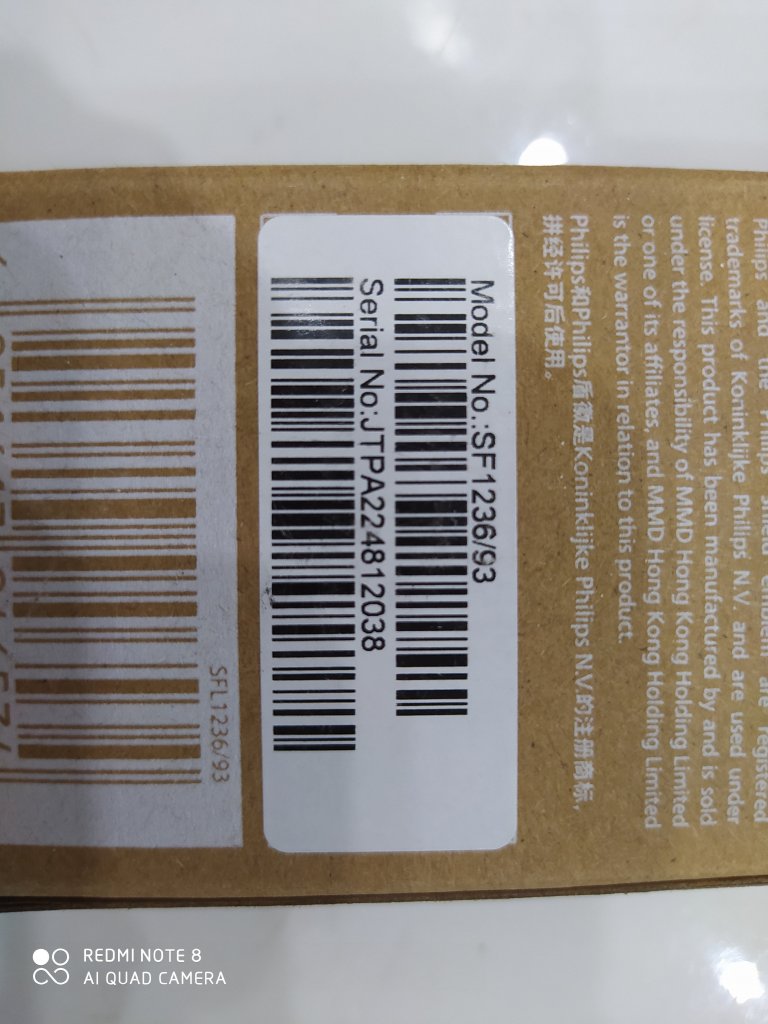 Philips and the Philips shield emblem are registered
trademarks of Koninklijke Philips N.V. and are used under
license. This product has been manufactured by and is sold
under the responsibility of MMD Hong Kong Holding Limited
or one of its affiliates, and MMD Hong Kong Holding Limited
is the warrantor in relation to this product.
Philips和Philips盾徽是Koninklijke Philips N.V.的注册商标,
拼经许可后使用。
Model No.:SF1236/93
Serial No:JTPA224812038
SFL1236/93
REDMI NOTE 8
AI QUAD CAMERA